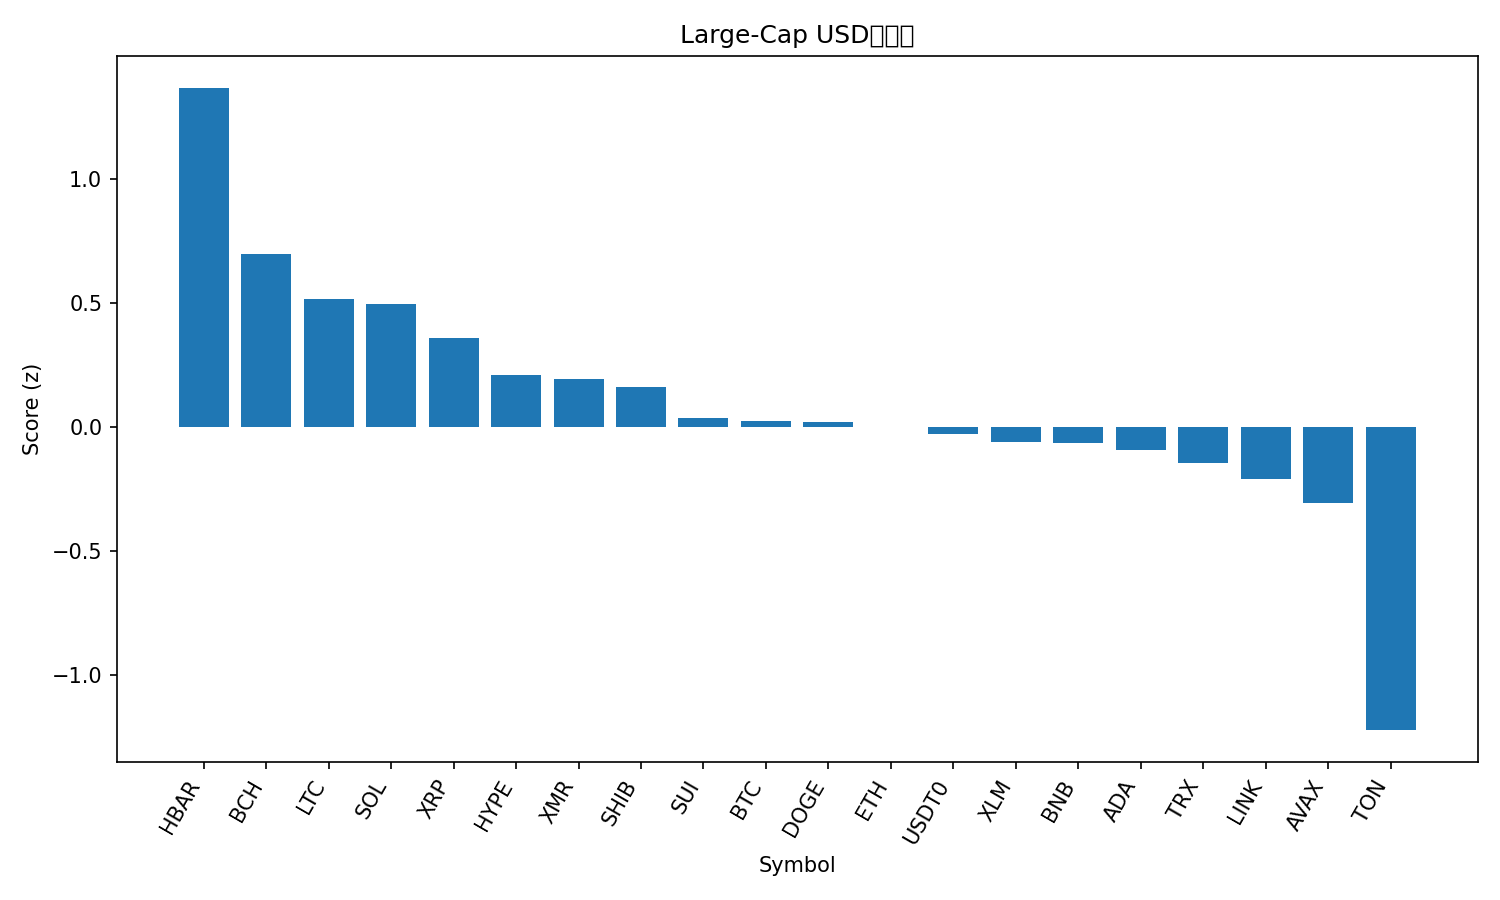 Large-Cap USD
Score (z)
1.0
0.5
0.0
−0.5
−1.0
HBAR
BCH
LTC
SOL
XRP
HYPE
XMR
SHIB
SUI
BTC
DOGE
ETH
USDT0
XLM
BNB
ADA
TRX
LINK
AVAX
TON
Symbol